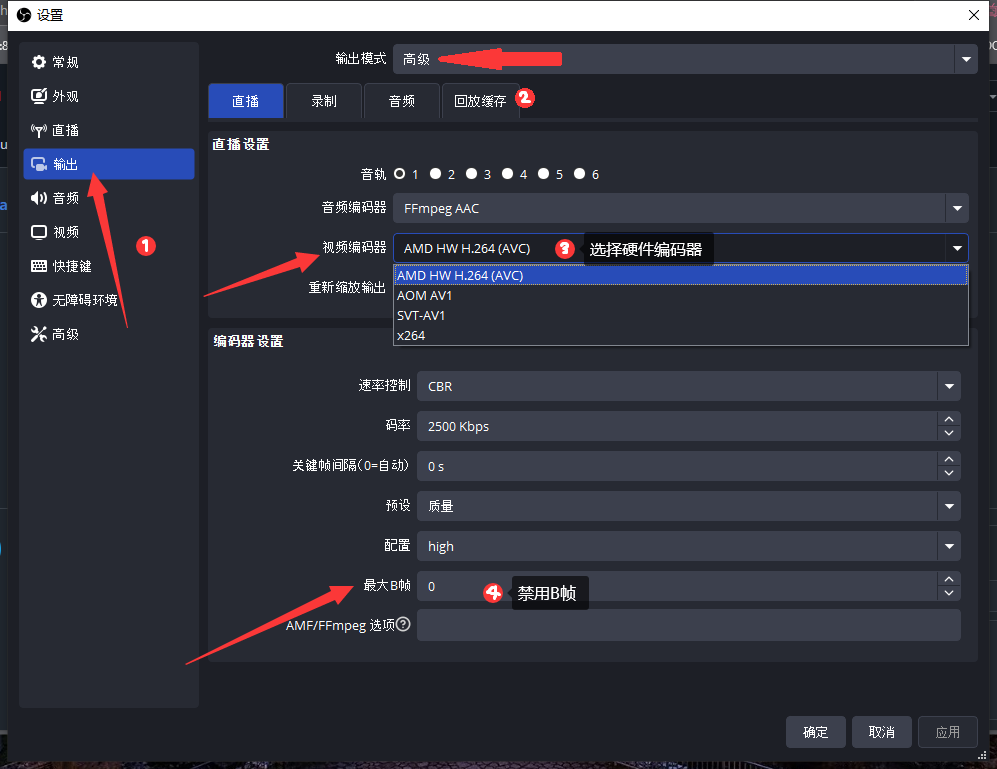 设置
常规
外观
直播
输出
音频
视频
快捷键
无障碍环境
高级
1
输出模式 高级
直播 录制 音频 回放缓存 2
直播设置
音轨 1 2 3 4 5 6
音频编码器 FFmpeg AAC
视频编码器 AMD HW H.264 (AVC) 3 选择硬件编码器
AMD HW H.264 (AVC)
重新缩放输出
AOM AV1
SVT-AV1
x264
编码器设置
速率控制 CBR
码率 2500 Kbps
关键帧间隔(0=自动) 0 s
预设 质量
配置 high
最大B帧 0 4 禁用B帧
AMF/FFmpeg 选项?
确定 取消 应用